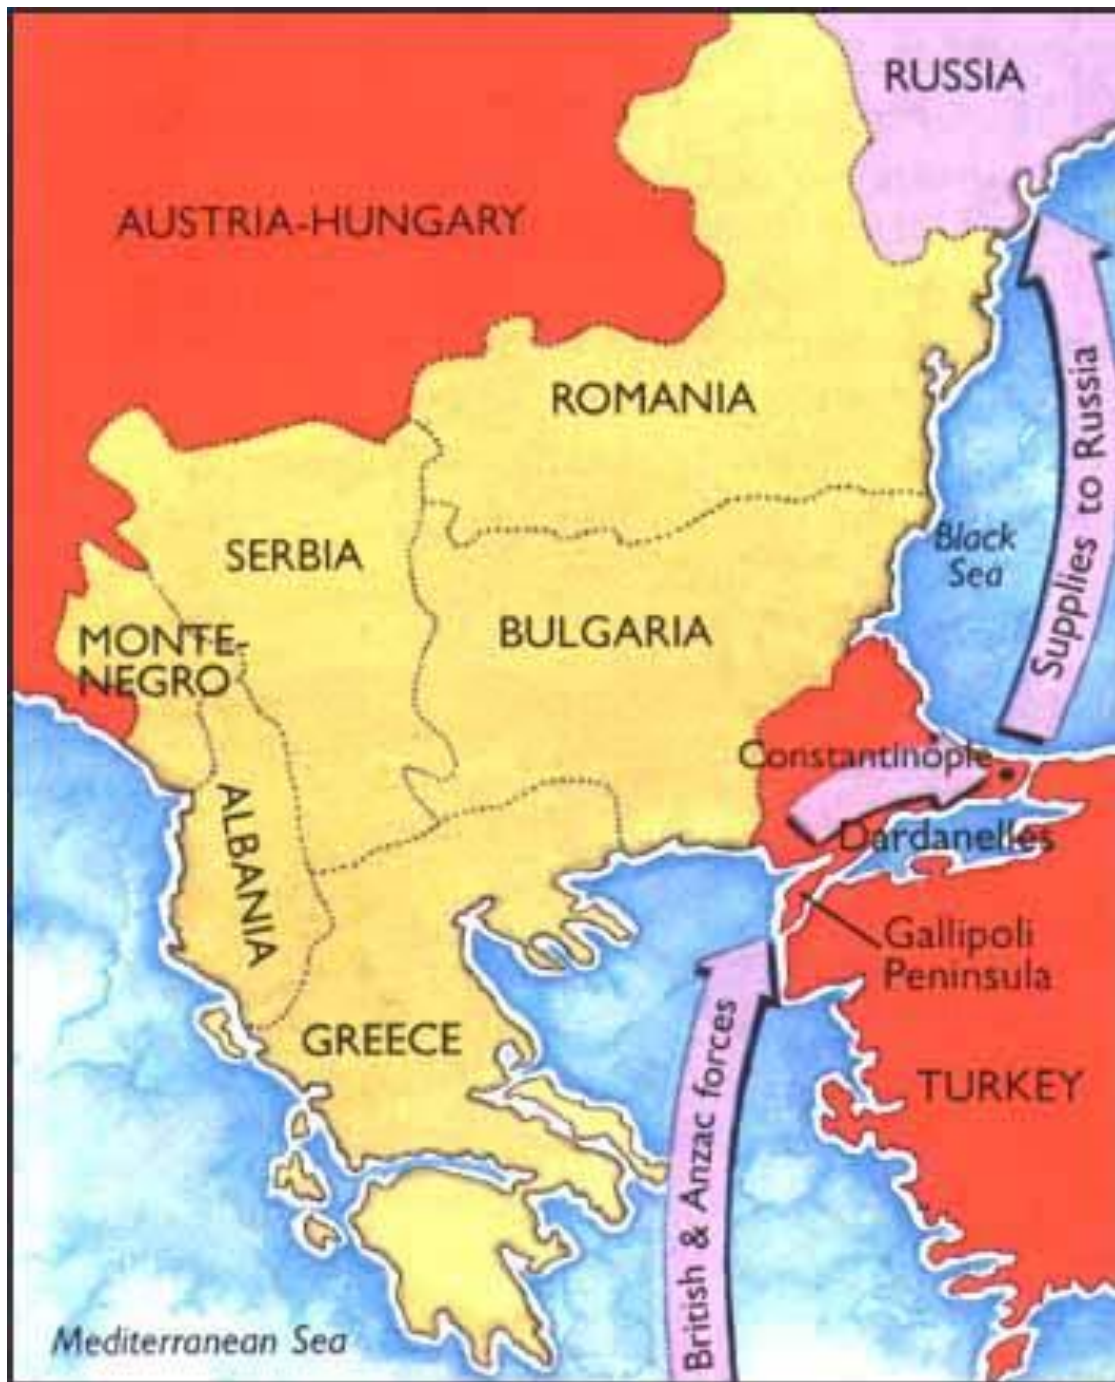 RUSSIA
AUSTRIA-HUNGARY
ROMANIA
Supplies to Russia
Black
Sea
SERBIA
BULGARIA
MONTE-
NEGRO
Constantinople
ALBANIA
Dardanelles
Gallipoli
Peninsula
GREECE
British & Anzac forces
TURKEY
Mediterranean Sea